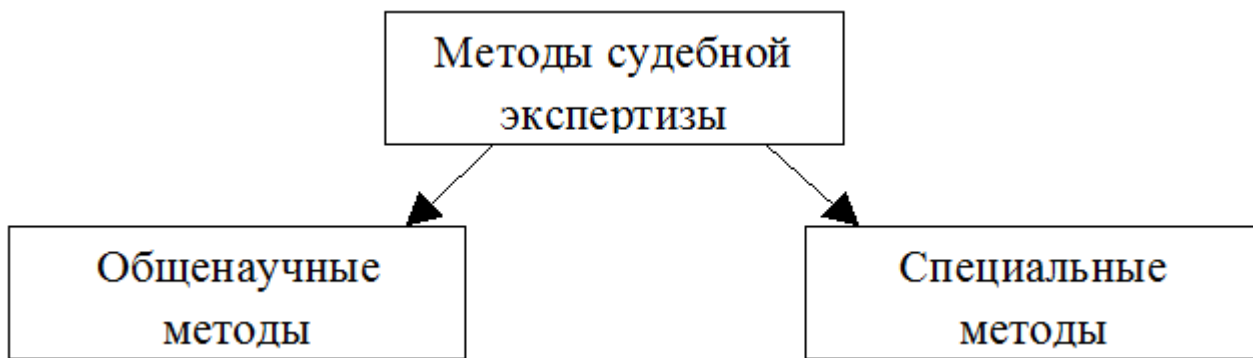 Методы судебной
экспертизы
Общенаучные
методы
Специальные
методы